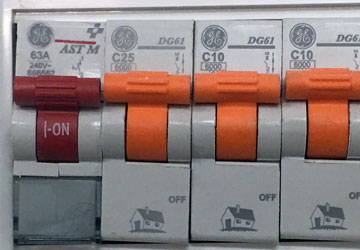 GE
63A
AST M
240V~
I-ON
GE
DG61
C25
6000
OFF
GE
DG61
C10
6000
OFF
GE
DG61
C10
6000
OFF